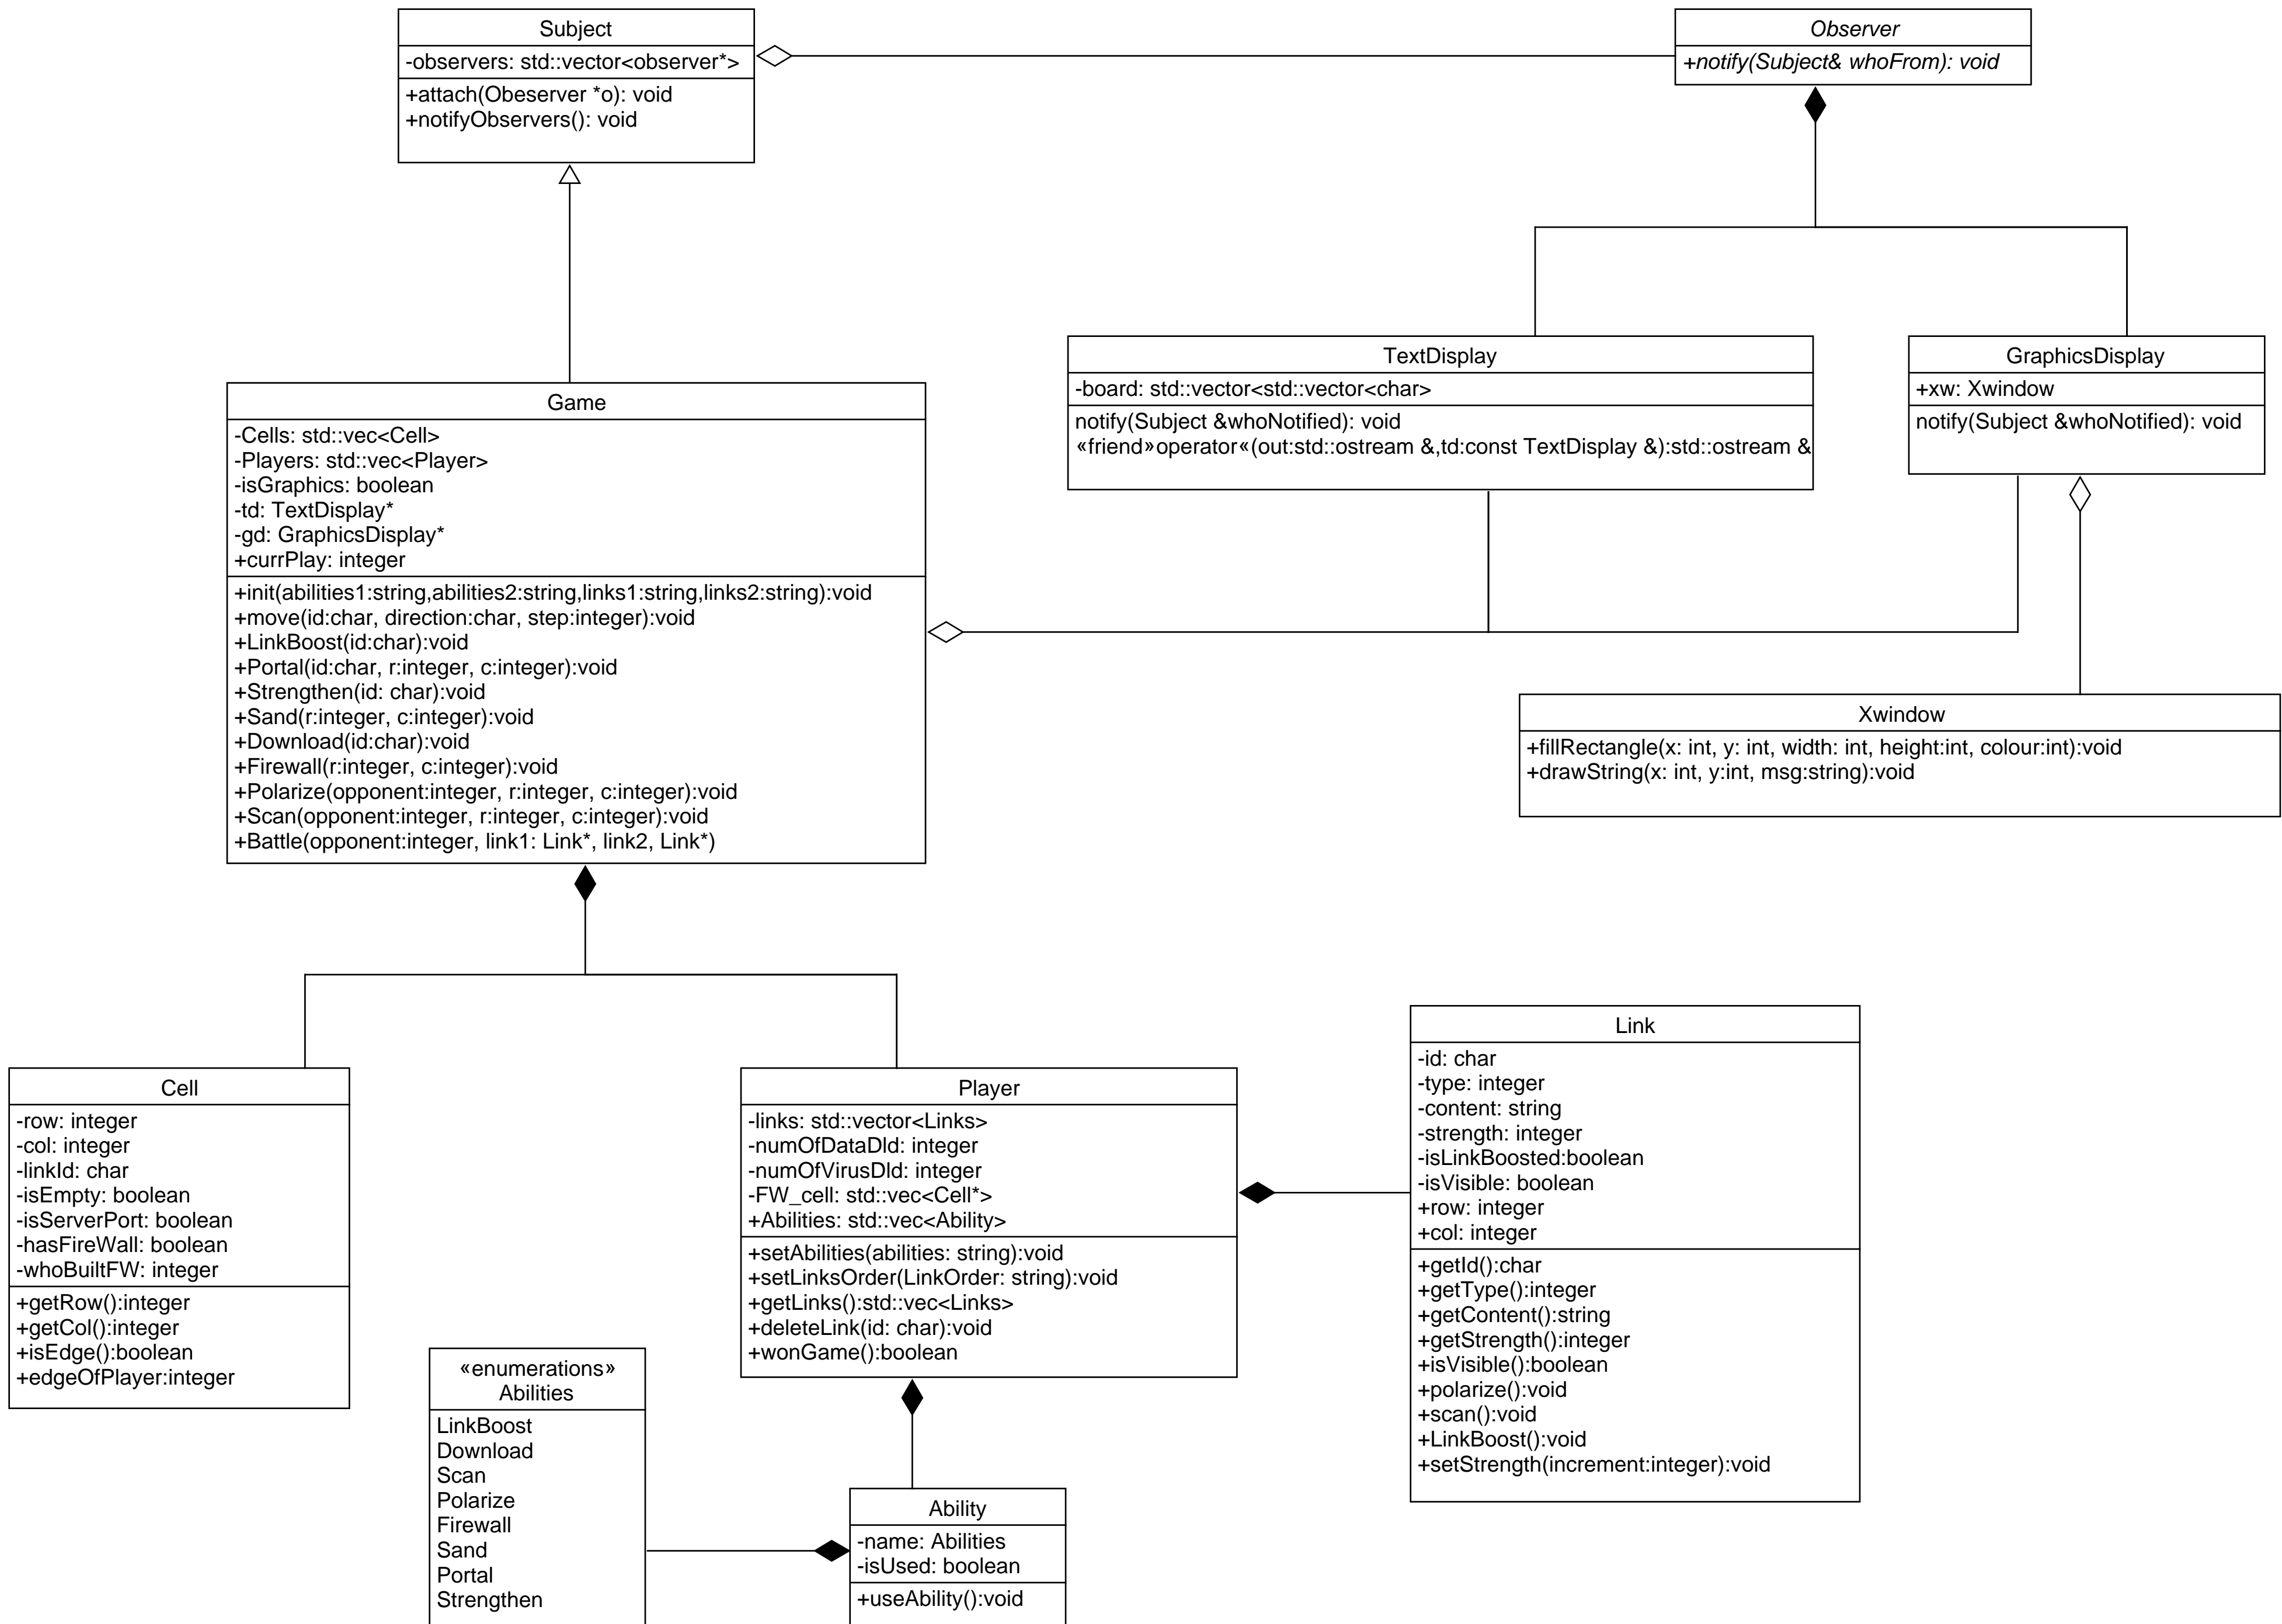 Subject
-observers: std::vector<observer*>
+attach(Obeserver *o): void
+notifyObservers(): void
Observer
+notify(Subject& whoFrom): void
TextDisplay
-board: std::vector<std::vector<char>
notify(Subject &whoNotified): void
«friend»operator«(out:std::ostream &,td:const TextDisplay &):std::ostream &
GraphicsDisplay
+xw: Xwindow
notify(Subject &whoNotified): void
Game
-Cells: std::vec<Cell>
-Players: std::vec<Player>
-isGraphics: boolean
-td: TextDisplay*
-gd: GraphicsDisplay*
+currPlay: integer
+init(abilities1:string,abilities2:string,links1:string,links2:string):void
+move(id:char, direction:char, step:integer):void
+LinkBoost(id:char):void
+Portal(id:char, r:integer, c:integer):void
+Strengthen(id: char):void
+Sand(r:integer, c:integer):void
+Download(id:char):void
+Firewall(r:integer, c:integer):void
+Polarize(opponent:integer, r:integer, c:integer):void
+Scan(opponent:integer, r:integer, c:integer):void
+Battle(opponent:integer, link1: Link*, link2, Link*)
Xwindow
+fillRectangle(x: int, y: int, width: int, height:int, colour:int):void
+drawString(x: int, y:int, msg:string):void
Cell
-row: integer
-col: integer
-linkId: char
-isEmpty: boolean
-isServerPort: boolean
-hasFireWall: boolean
-whoBuiltFW: integer
+getRow():integer
+getCol():integer
+isEdge():boolean
+edgeOfPlayer:integer
Player
-links: std::vector<Links>
-numOfDataDld: integer
-numOfVirusDld: integer
-FW_cell: std::vec<Cell*>
+Abilities: std::vec<Ability>
+setAbilities(abilities: string):void
+setLinksOrder(LinkOrder: string):void
+getLinks():std::vec<Links>
+deleteLink(id: char):void
+wonGame():boolean
Link
-id: char
-type: integer
-content: string
-strength: integer
-isLinkBoosted:boolean
-isVisible: boolean
+row: integer
+col: integer
+getId():char
+getType():integer
+getContent():string
+getStrength():integer
+isVisible():boolean
+polarize():void
+scan():void
+LinkBoost():void
+setStrength(increment:integer):void
«enumerations»
Abilities
LinkBoost
Download
Scan
Polarize
Firewall
Sand
Portal
Strengthen
Ability
-name: Abilities
-isUsed: boolean
+useAbility():void